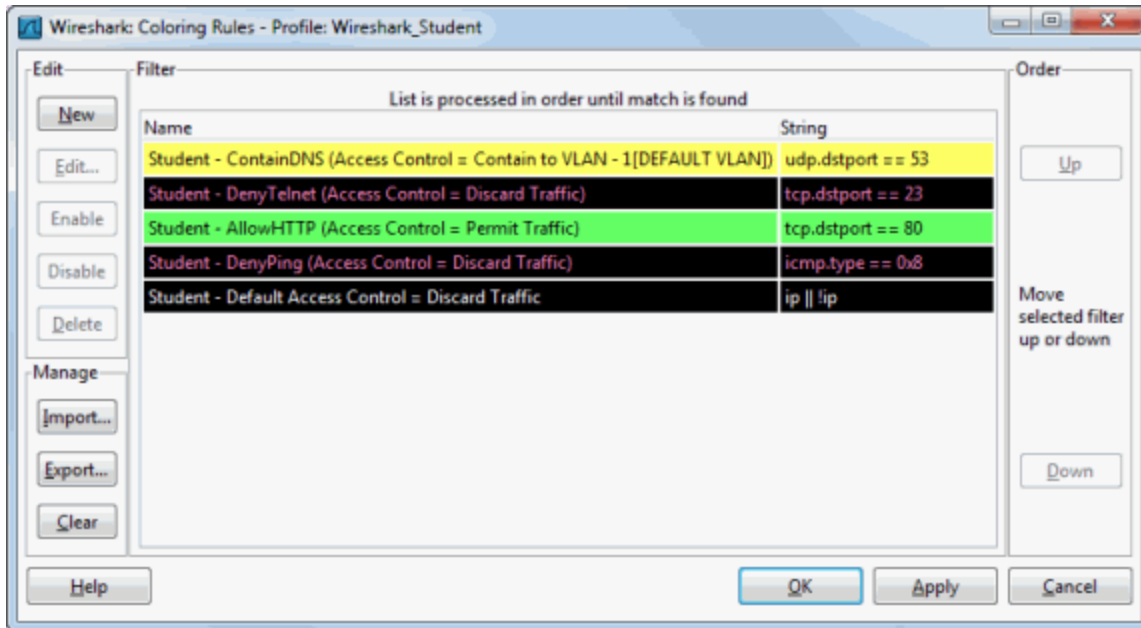 Wireshark: Coloring Rules - Profile: Wireshark_Student
Edit
New
Edit...
Enable
Disable
Delete
Manage
Import...
Export...
Clear
Filter
List is processed in order until match is found
Name String
Student - ContainDNS (Access Control = Contain to VLAN - 1[DEFAULT VLAN]) udp.dstport == 53
Student - DenyTelnet (Access Control = Discard Traffic) tcp.dstport == 23
Student - AllowHTTP (Access Control = Permit Traffic) tcp.dstport == 80
Student - DenyPing (Access Control = Discard Traffic) icmp.type == 0x8
Student - Default Access Control = Discard Traffic ip || !ip
Order
Up
Move
selected filter
up or down
Down
Help
OK
Apply
Cancel